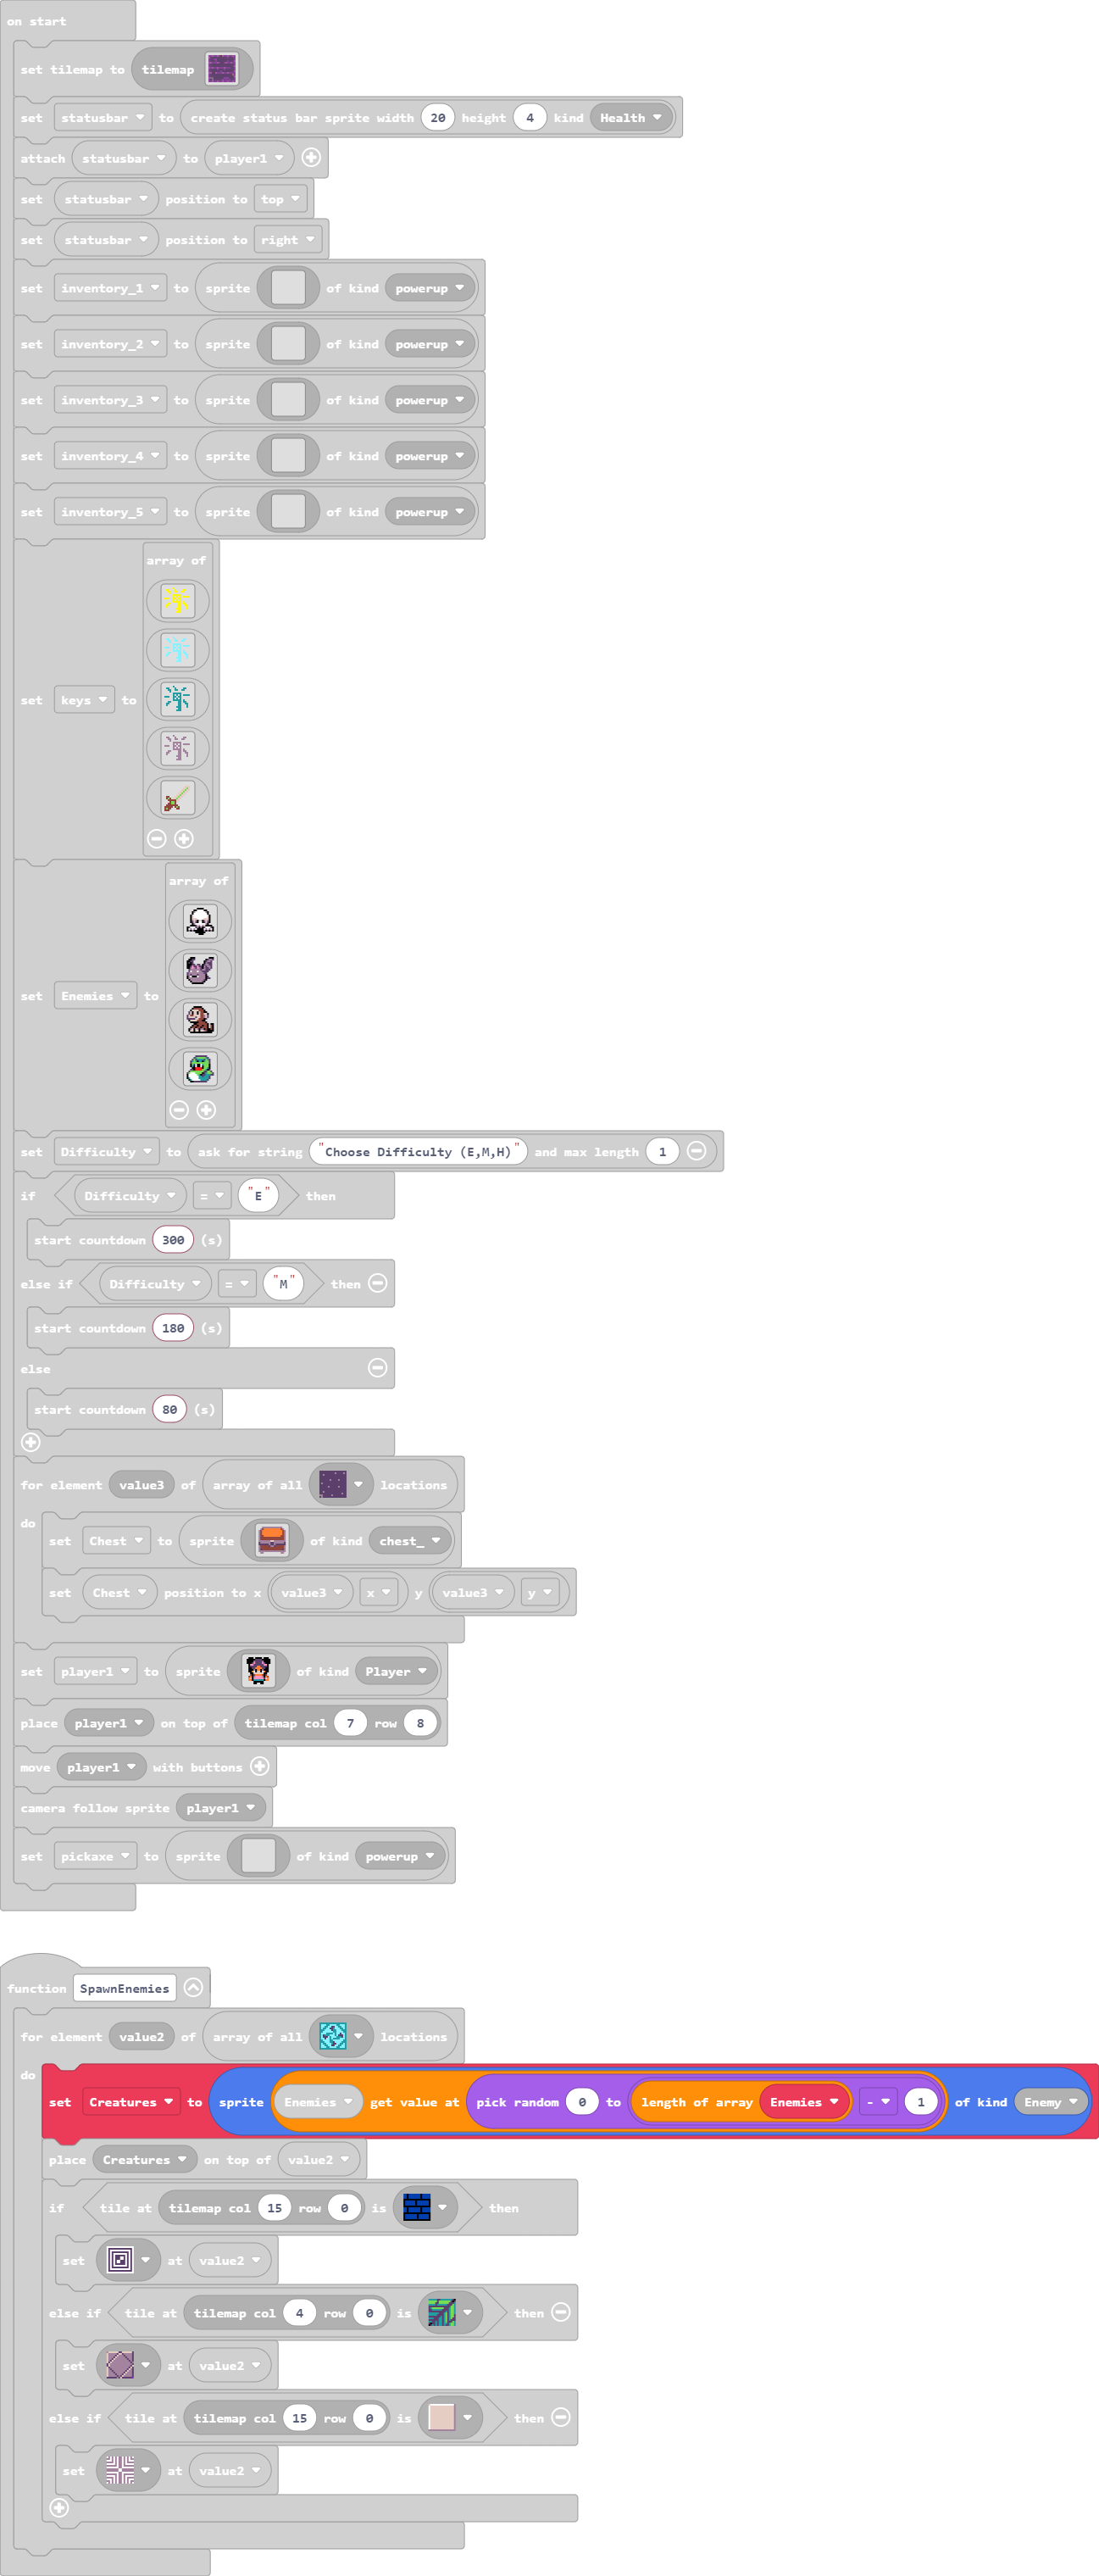 on start
set tilemap to tilemap
set statusbar to create status bar sprite width 20 height 4 kind Health
attach statusbar to player1
set statusbar position to top
set statusbar position to right
set inventory_1 to sprite of kind powerup
set inventory_2 to sprite of kind powerup
set inventory_3 to sprite of kind powerup
set inventory_4 to sprite of kind powerup
set inventory_5 to sprite of kind powerup
array of
set keys to
array of
set Enemies to
set Difficulty to ask for string "Choose Difficulty (E,M,H)" and max length 1
if Difficulty = "E" then
start countdown 300 (s)
else if Difficulty = "M" then
start countdown 180 (s)
else
start countdown 80 (s)
for element value3 of array of all locations
do
set Chest to sprite of kind chest_
set Chest position to x value3 x y value3 y
set player1 to sprite of kind Player
place player1 on top of tilemap col 7 row 8
move player1 with buttons
camera follow sprite player1
set pickaxe to sprite of kind powerup
function SpawnEnemies
for element value2 of array of all locations
do
set Creatures to sprite Enemies get value at pick random 0 to length of array Enemies - 1 of kind Enemy
place Creatures on top of value2
if tile at tilemap col 15 row 0 is then
set at value2
else if tile at tilemap col 4 row 0 is then
set at value2
else if tile at tilemap col 15 row 0 is then
set at value2